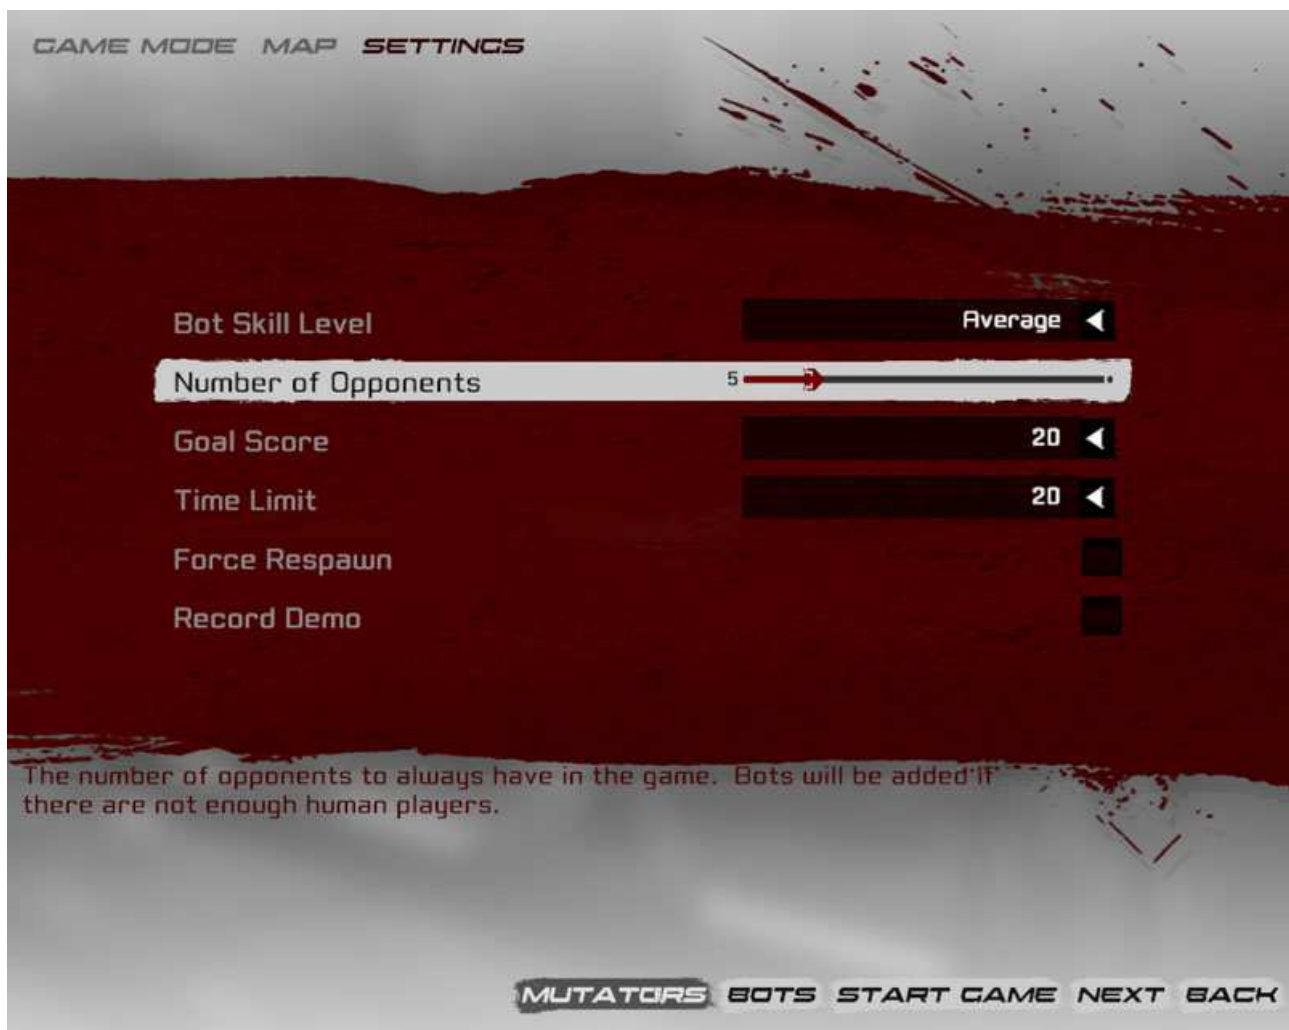 GAME MODE MAP SETTINGS
Bot Skill Level Average
Number of Opponents 5
Goal Score 20
Time Limit 20
Force Respawn
Record Demo
The number of opponents to always have in the game. Bots will be added if
there are not enough human players.
MUTATORS BOTS START GAME NEXT BACK